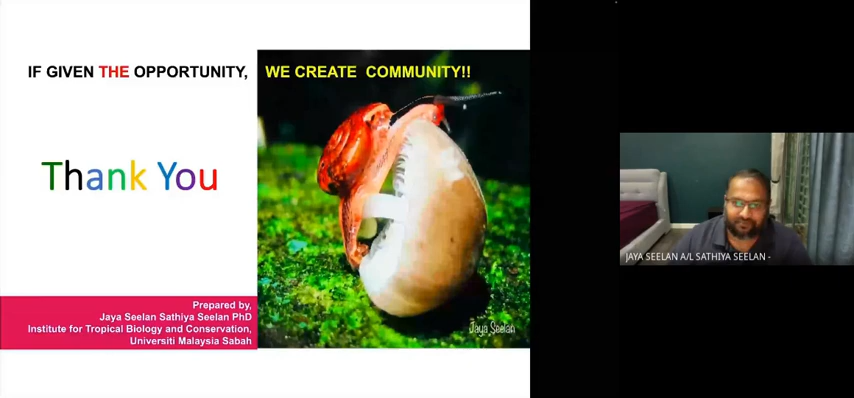 IF GIVEN THE OPPORTUNITY, WE CREATE COMMUNITY!!
Thank You
Jaya Seelan
Prepared by,
Jaya Seelan Sathiya Seelan PhD
Institute for Tropical Biology and Conservation,
Universiti Malaysia Sabah
JAYA SEELAN A/L SATHIYA SEELAN -